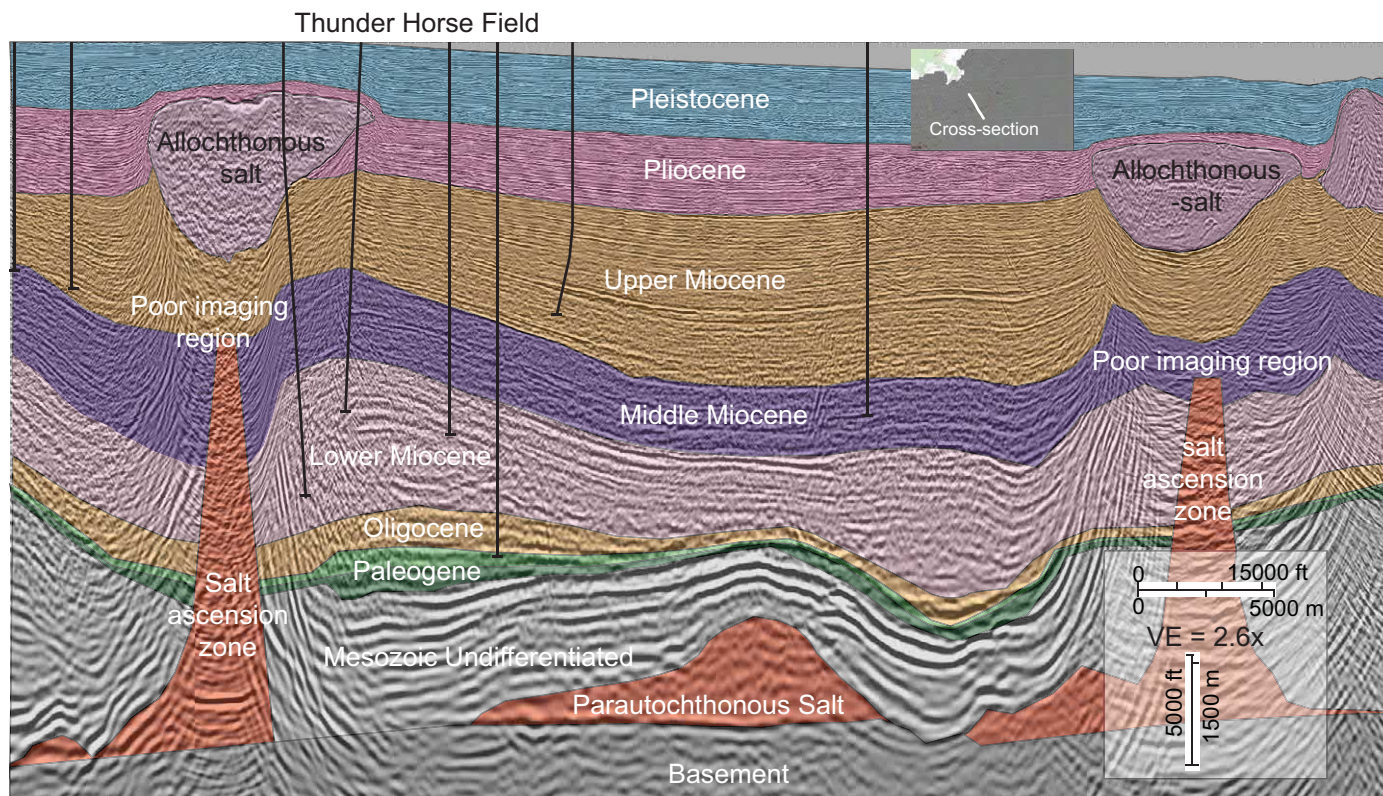 Thunder Horse Field
Pleistocene
Cross-section
Allochthonous
salt
Pliocene
Allochthonous
-salt
Upper Miocene
Poor imaging
region
Poor imaging region
Middle Miocene
Lower Miocene
salt
ascension
zone
Oligocene
Paleogene
Salt
ascension
zone
0 15000 ft
0 5000 m
VE = 2.6x
5000 ft
1500 m
Mesozoic Undifferentiated
Parautochthonous Salt
Basement